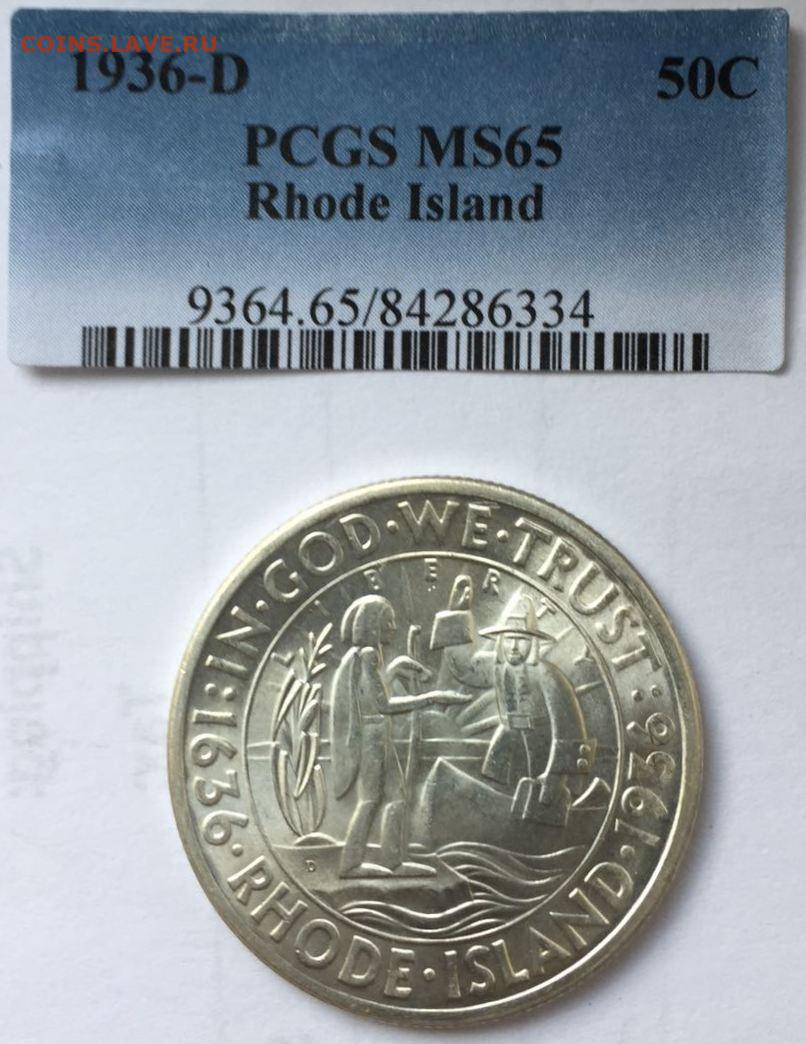 COINS.LAVE.RU
1936-D 50C
PCGS MS65
Rhode Island
9364.65/84286334
1636:IN·GOD·WE·TRUST:1936·RHODE·ISLAND·
LIBERTY
D